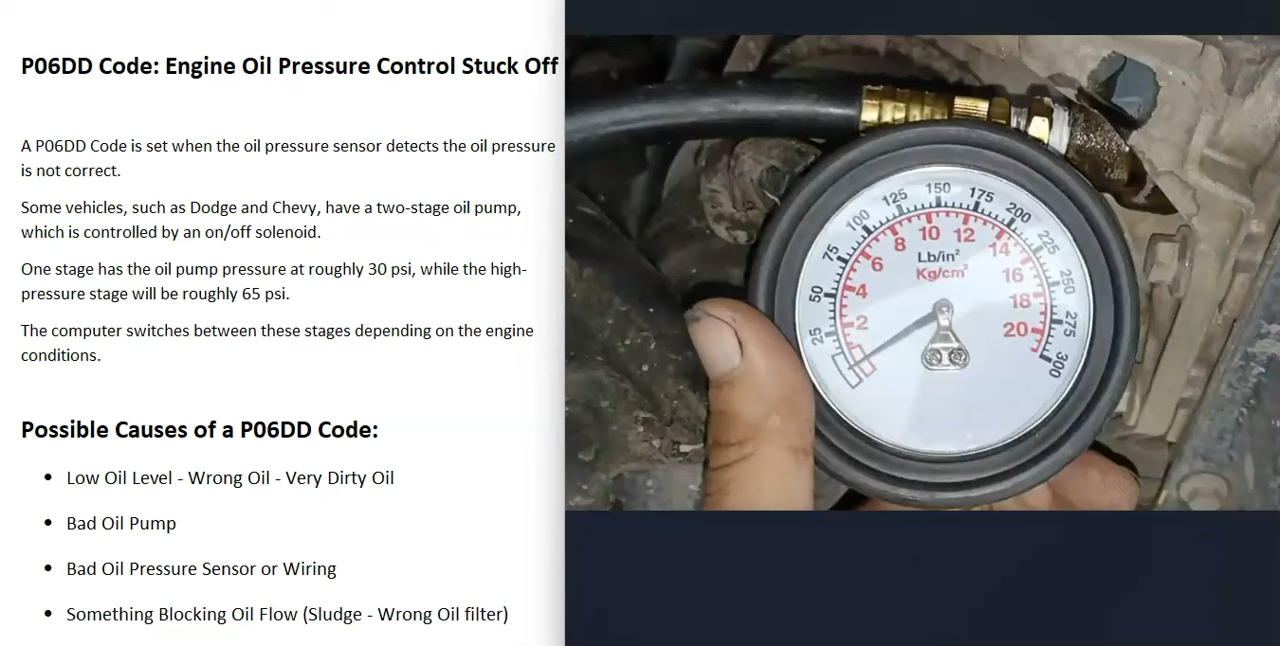 P06DD Code: Engine Oil Pressure Control Stuck Off
A P06DD Code is set when the oil pressure sensor detects the oil pressure
is not correct.
Some vehicles, such as Dodge and Chevy, have a two-stage oil pump,
which is controlled by an on/off solenoid.
One stage has the oil pump pressure at roughly 30 psi, while the high-
pressure stage will be roughly 65 psi.
The computer switches between these stages depending on the engine
conditions.
Possible Causes of a P06DD Code:
• Low Oil Level - Wrong Oil - Very Dirty Oil
• Bad Oil Pump
• Bad Oil Pressure Sensor or Wiring
• Something Blocking Oil Flow (Sludge - Wrong Oil filter)
25 50 75 100 125 150 175 200 225 250 275 300
2 4 6 8 10 12 14 16 18 20
Lb/in²
Kg/cm²